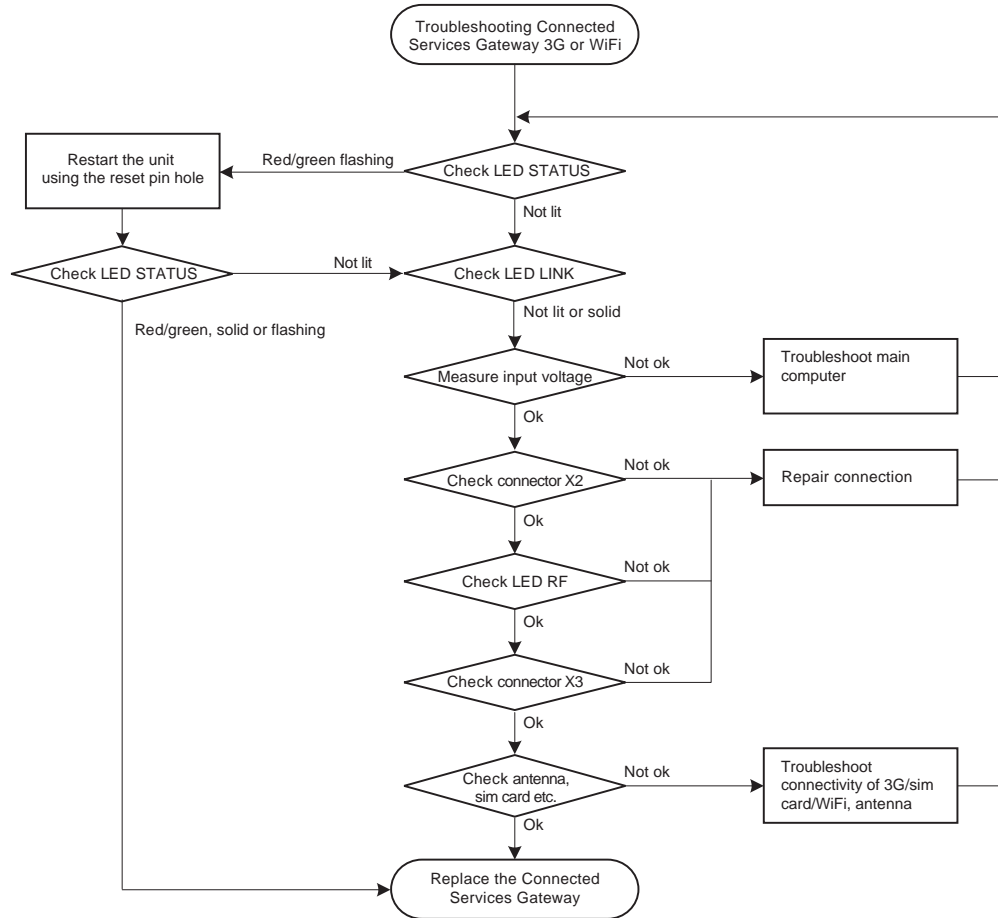 Troubleshooting Connected
Services Gateway 3G or WiFi
Restart the unit
using the reset pin hole
Red/green flashing
Check LED STATUS
Not lit
Check LED STATUS
Not lit
Check LED LINK
Red/green, solid or flashing
Not lit or solid
Measure input voltage
Not ok
Troubleshoot main
computer
Ok
Check connector X2
Not ok
Repair connection
Ok
Check LED RF
Not ok
Ok
Check connector X3
Not ok
Ok
Check antenna,
sim card etc.
Not ok
Troubleshoot
connectivity of 3G/sim
card/WiFi, antenna
Ok
Replace the Connected
Services Gateway